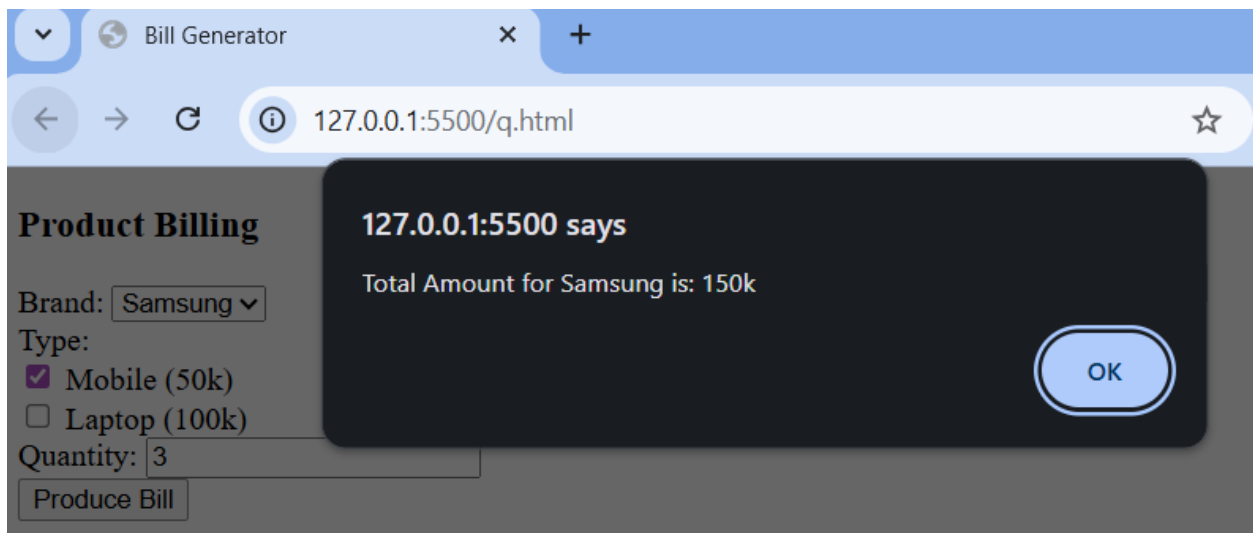 Bill Generator
127.0.0.1:5500/q.html
127.0.0.1:5500 says
Total Amount for Samsung is: 150k
OK
Product Billing
Brand: Samsung
Type:
Mobile (50k)
Laptop (100k)
Quantity: 3
Produce Bill